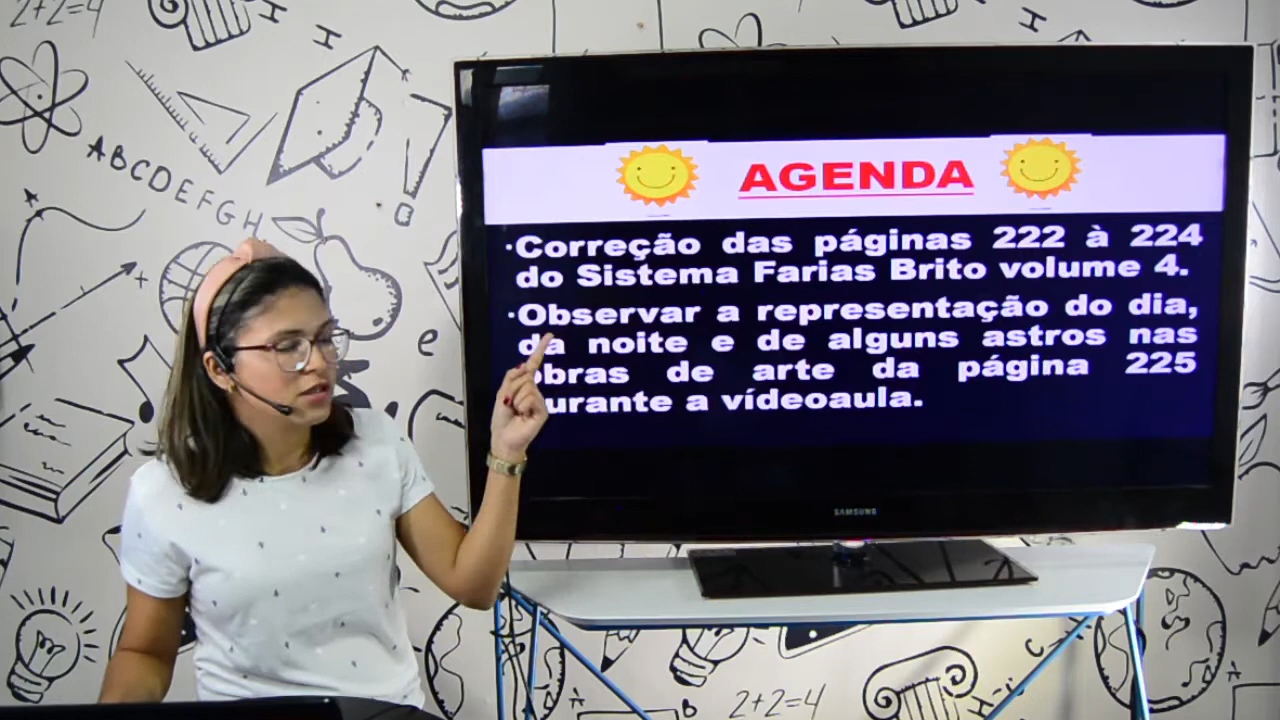 2+2=4
ABCDEFGH
e
AGENDA
·Correção das páginas 222 à 224
do Sistema Farias Brito volume 4.
·Observar a representação do dia,
da noite e de alguns astros nas
obras de arte da página 225
durante a vídeoaula.
SAMSUNG
2+2=4